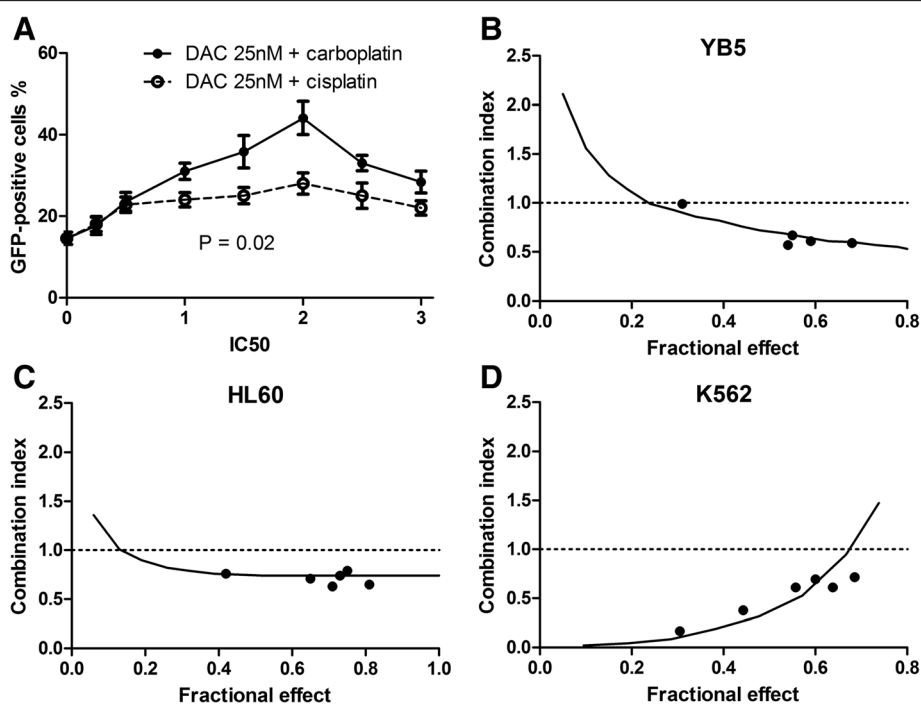 A
60
40
20
0
GFP-positive cells %
DAC 25nM + carboplatin
DAC 25nM + cisplatin
P = 0.02
0 1 2 3
IC50
B
YB5
2.5
2.0
1.5
1.0
0.5
0.0
Combination index
0.0 0.2 0.4 0.6 0.8
Fractional effect
C
HL60
2.5
2.0
1.5
1.0
0.5
0.0
Combination index
0.0 0.2 0.4 0.6 0.8 1.0
Fractional effect
D
K562
2.5
2.0
1.5
1.0
0.5
0.0
Combination index
0.0 0.2 0.4 0.6 0.8
Fractional effect